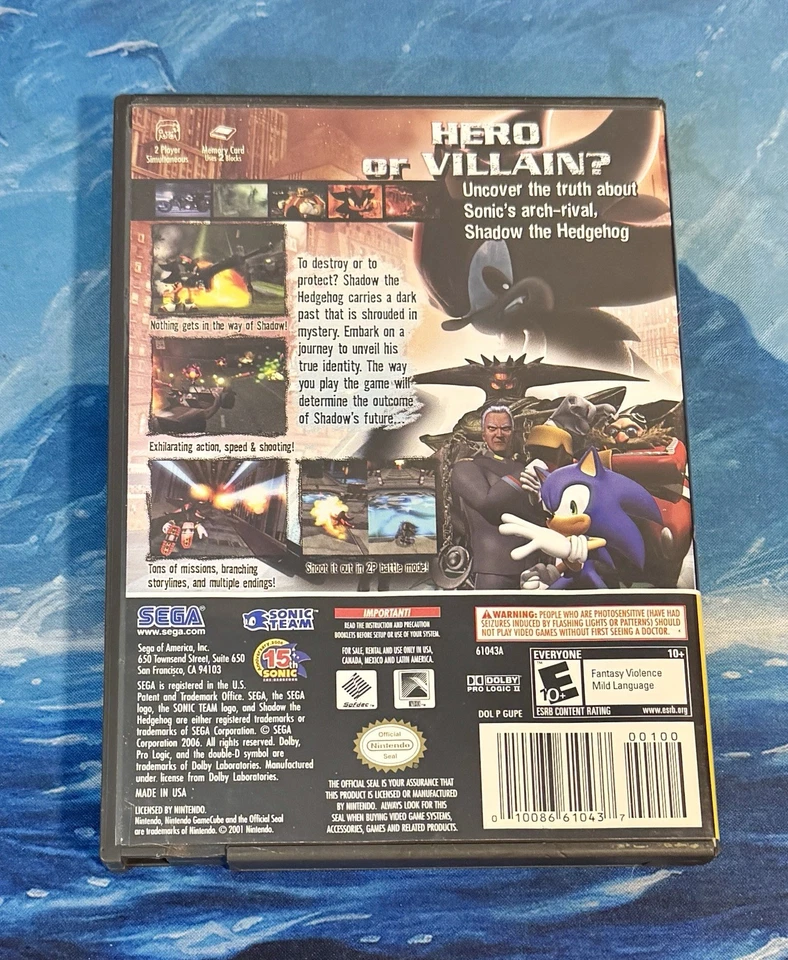 HERO
or VILLAIN?
2 Player
Simultaneous
Memory Card
Uses 2 Blocks
Uncover the truth about
Sonic's arch-rival,
Shadow the Hedgehog
To destroy or to
protect? Shadow the
Hedgehog carries a dark
past that is shrouded in
mystery. Embark on a
journey to unveil his
true identity. The way
you play the game will
determine the outcome
of Shadow's future...
Nothing gets in the way of Shadow!
Exhilarating action, speed & shooting!
Tons of missions, branching
storylines, and multiple endings!
Shoot it out in 2P battle mode!
SEGA®
www.sega.com
SONIC
TEAM™
Sega of America, Inc.
650 Townsend Street, Suite 650
San Francisco, CA 94103
15th
SONIC
THE HEDGEHOG
SEGA is registered in the U.S.
Patent and Trademark Office. SEGA, the SEGA
logo, the SONIC TEAM logo, and Shadow the
Hedgehog are either registered trademarks or
trademarks of SEGA Corporation. © SEGA
Corporation 2006. All rights reserved. Dolby,
Pro Logic, and the double-D symbol are
trademarks of Dolby Laboratories. Manufactured
under license from Dolby Laboratories.
MADE IN USA
LICENSED BY NINTENDO.
Nintendo, Nintendo GameCube and the Official Seal
are trademarks of Nintendo. © 2001 Nintendo.
IMPORTANT!
READ THE INSTRUCTION AND PRECAUTION
BOOKLETS BEFORE SETUP OR USE OF YOUR SYSTEM.
FOR SALE, RENTAL AND USE ONLY IN USA,
CANADA, MEXICO AND LATIN AMERICA.
Sofdec™
Official
Nintendo
Seal
THE OFFICIAL SEAL IS YOUR ASSURANCE THAT
THIS PRODUCT IS LICENSED OR MANUFACTURED
BY NINTENDO. ALWAYS LOOK FOR THIS
SEAL WHEN BUYING VIDEO GAME SYSTEMS,
ACCESSORIES, GAMES AND RELATED PRODUCTS.
WARNING: PEOPLE WHO ARE PHOTOSENSITIVE (HAVE HAD
SEIZURES INDUCED BY FLASHING LIGHTS OR PATTERNS) SHOULD
NOT PLAY VIDEO GAMES WITHOUT FIRST SEEING A DOCTOR.
61043A
DOLBY
PRO LOGIC II
DOL P GUPE
EVERYONE 10+
E
10+
Fantasy Violence
Mild Language
ESRB CONTENT RATING www.esrb.org
00100
0 10086 61043 7